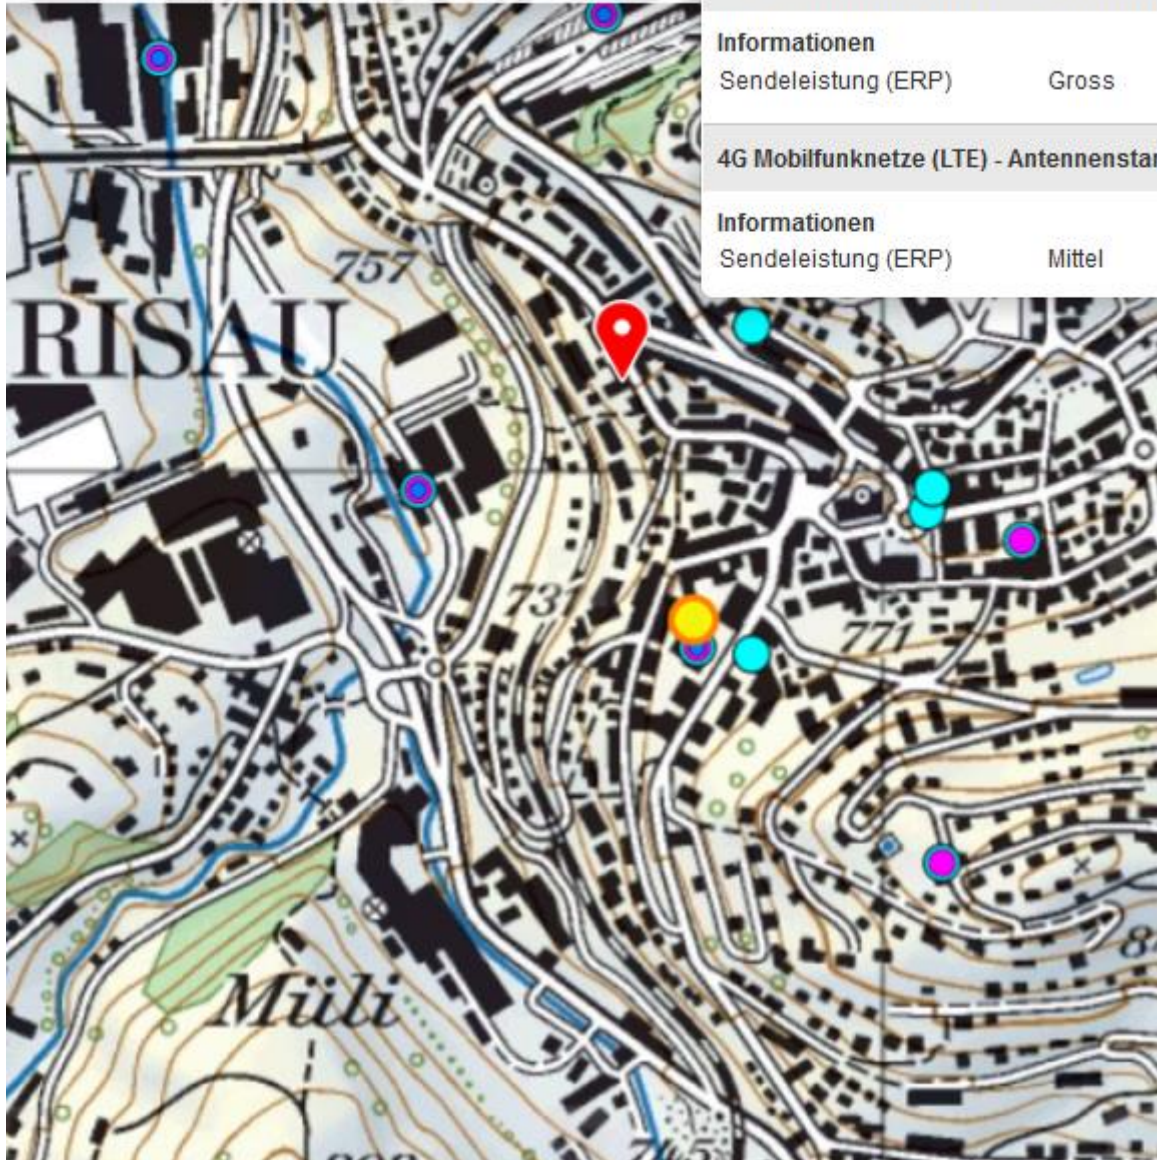 Informationen
Sendeleistung (ERP) Gross
4G Mobilfunknetze (LTE) - Antennenstar
Informationen
Sendeleistung (ERP) Mittel
757
RISAU
731
771
Müli